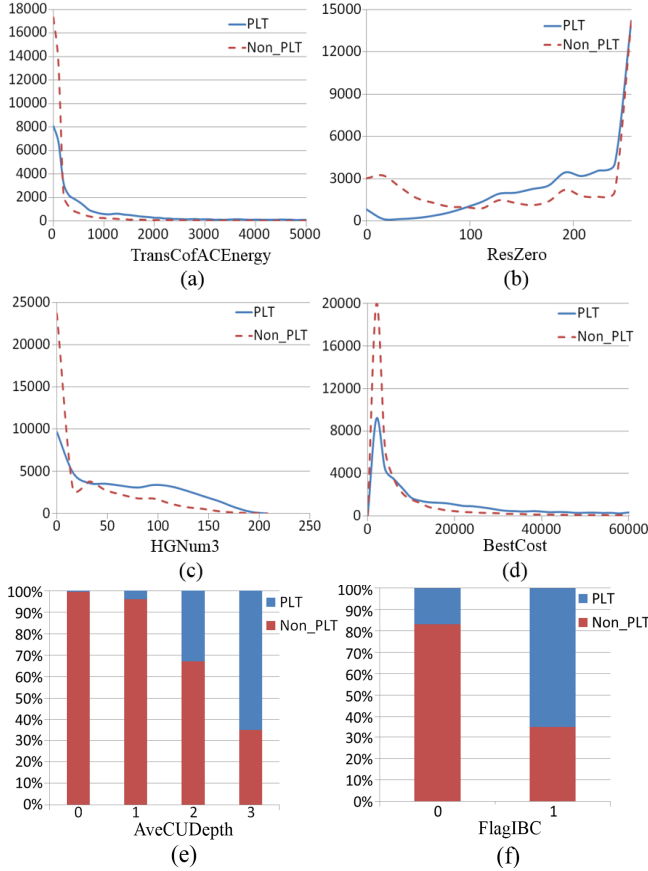 18000
16000
14000
12000
10000
8000
6000
4000
2000
0
PLT
Non_PLT
0 1000 2000 3000 4000 5000
TransCofACEnergy
(a)
15000
12000
9000
6000
3000
0
PLT
Non_PLT
0 100 200
ResZero
(b)
25000
20000
15000
10000
5000
0
PLT
Non_PLT
0 50 100 150 200 250
HGNum3
(c)
20000
16000
12000
8000
4000
0
PLT
Non_PLT
0 20000 40000 60000
BestCost
(d)
100%
90%
80%
70%
60%
50%
40%
30%
20%
10%
0%
PLT
Non_PLT
0 1 2 3
AveCUDepth
(e)
100%
90%
80%
70%
60%
50%
40%
30%
20%
10%
0%
PLT
Non_PLT
0 1
FlagIBC
(f)